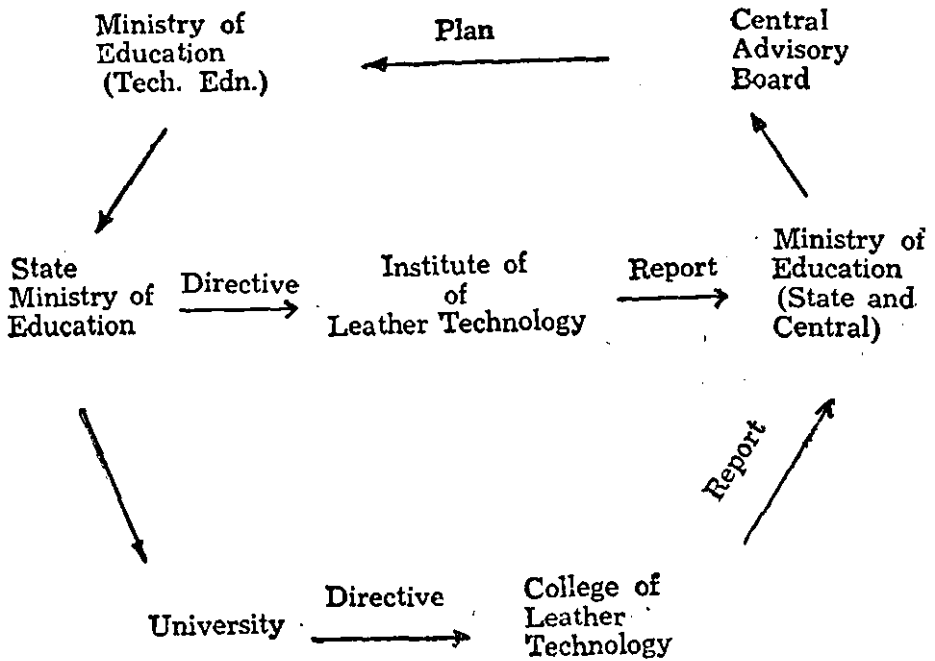 Ministry of
Education
(Tech. Edn.)
Plan
Central
Advisory
Board
State
Ministry of
Education
Directive
Institute of
of
Leather Technology
Report
Ministry of
Education
(State and
Central)
Report
University
Directive
College of
Leather
Technology